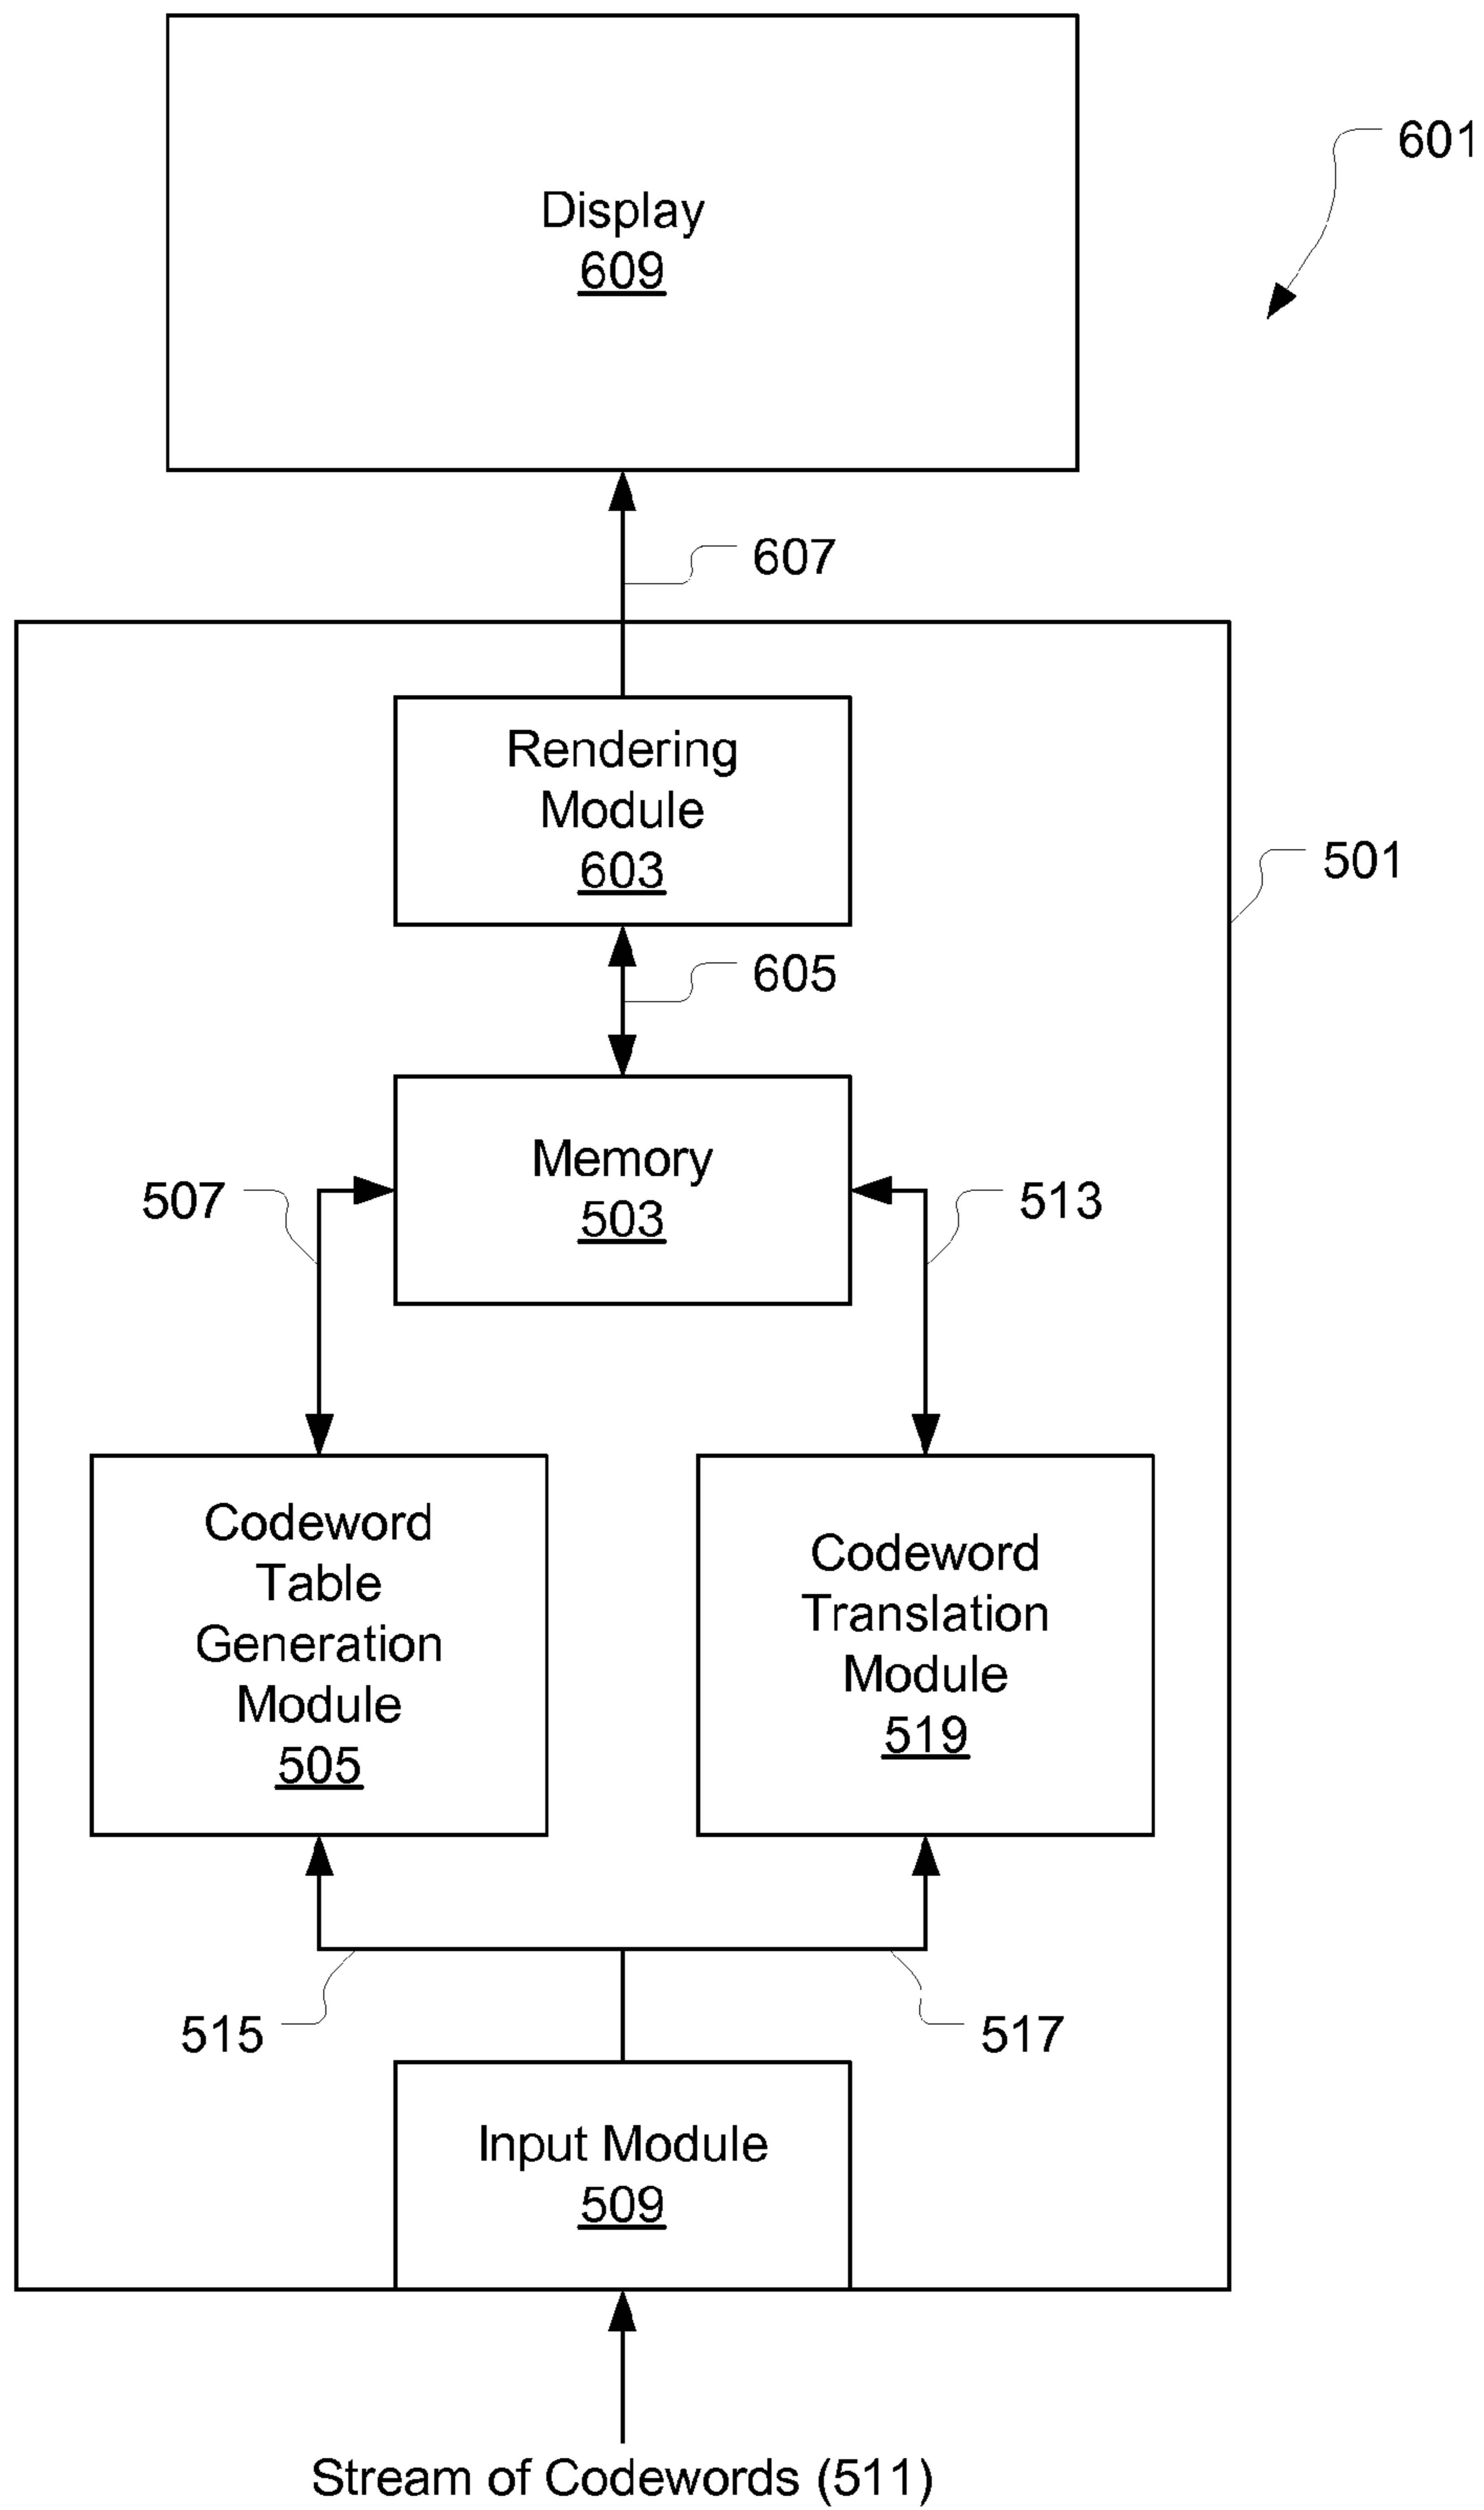 601
Display
609
607
Rendering
Module
603
501
605
Memory
503
507
513
Codeword
Table
Generation
Module
505
Codeword
Translation
Module
519
515
517
Input Module
509
Stream of Codewords (511)